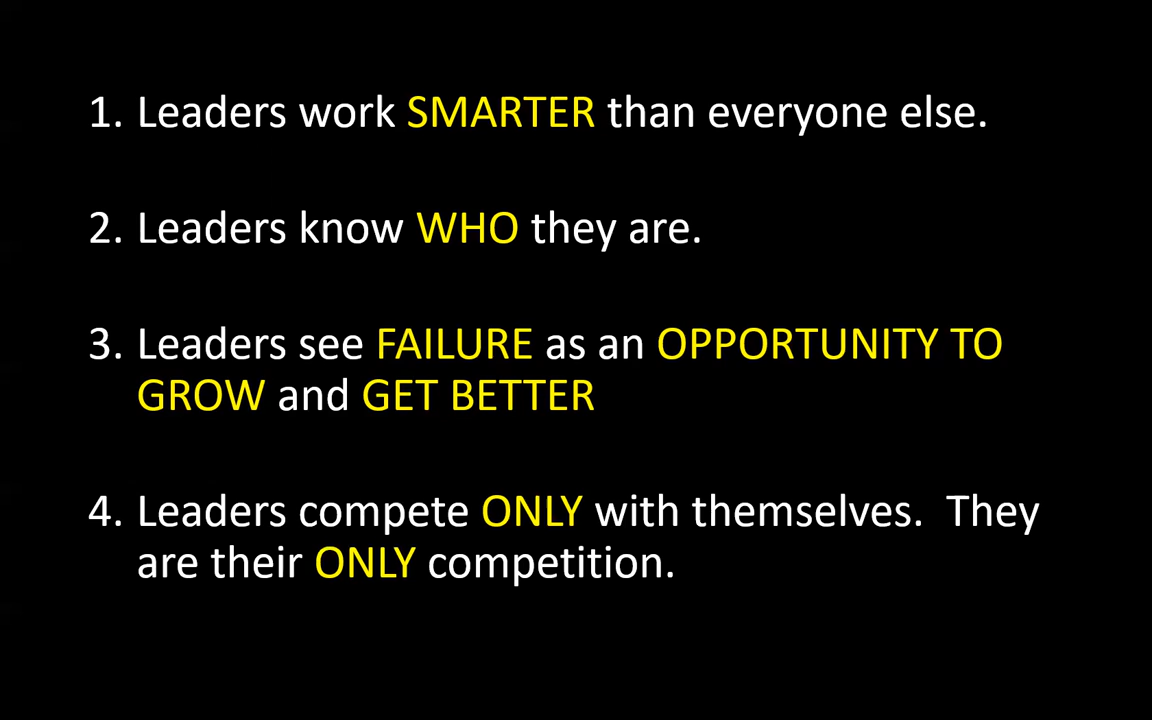 1. Leaders work SMARTER than everyone else.
2. Leaders know WHO they are.
3. Leaders see FAILURE as an OPPORTUNITY TO
GROW and GET BETTER
4. Leaders compete ONLY with themselves.  They
are their ONLY competition.